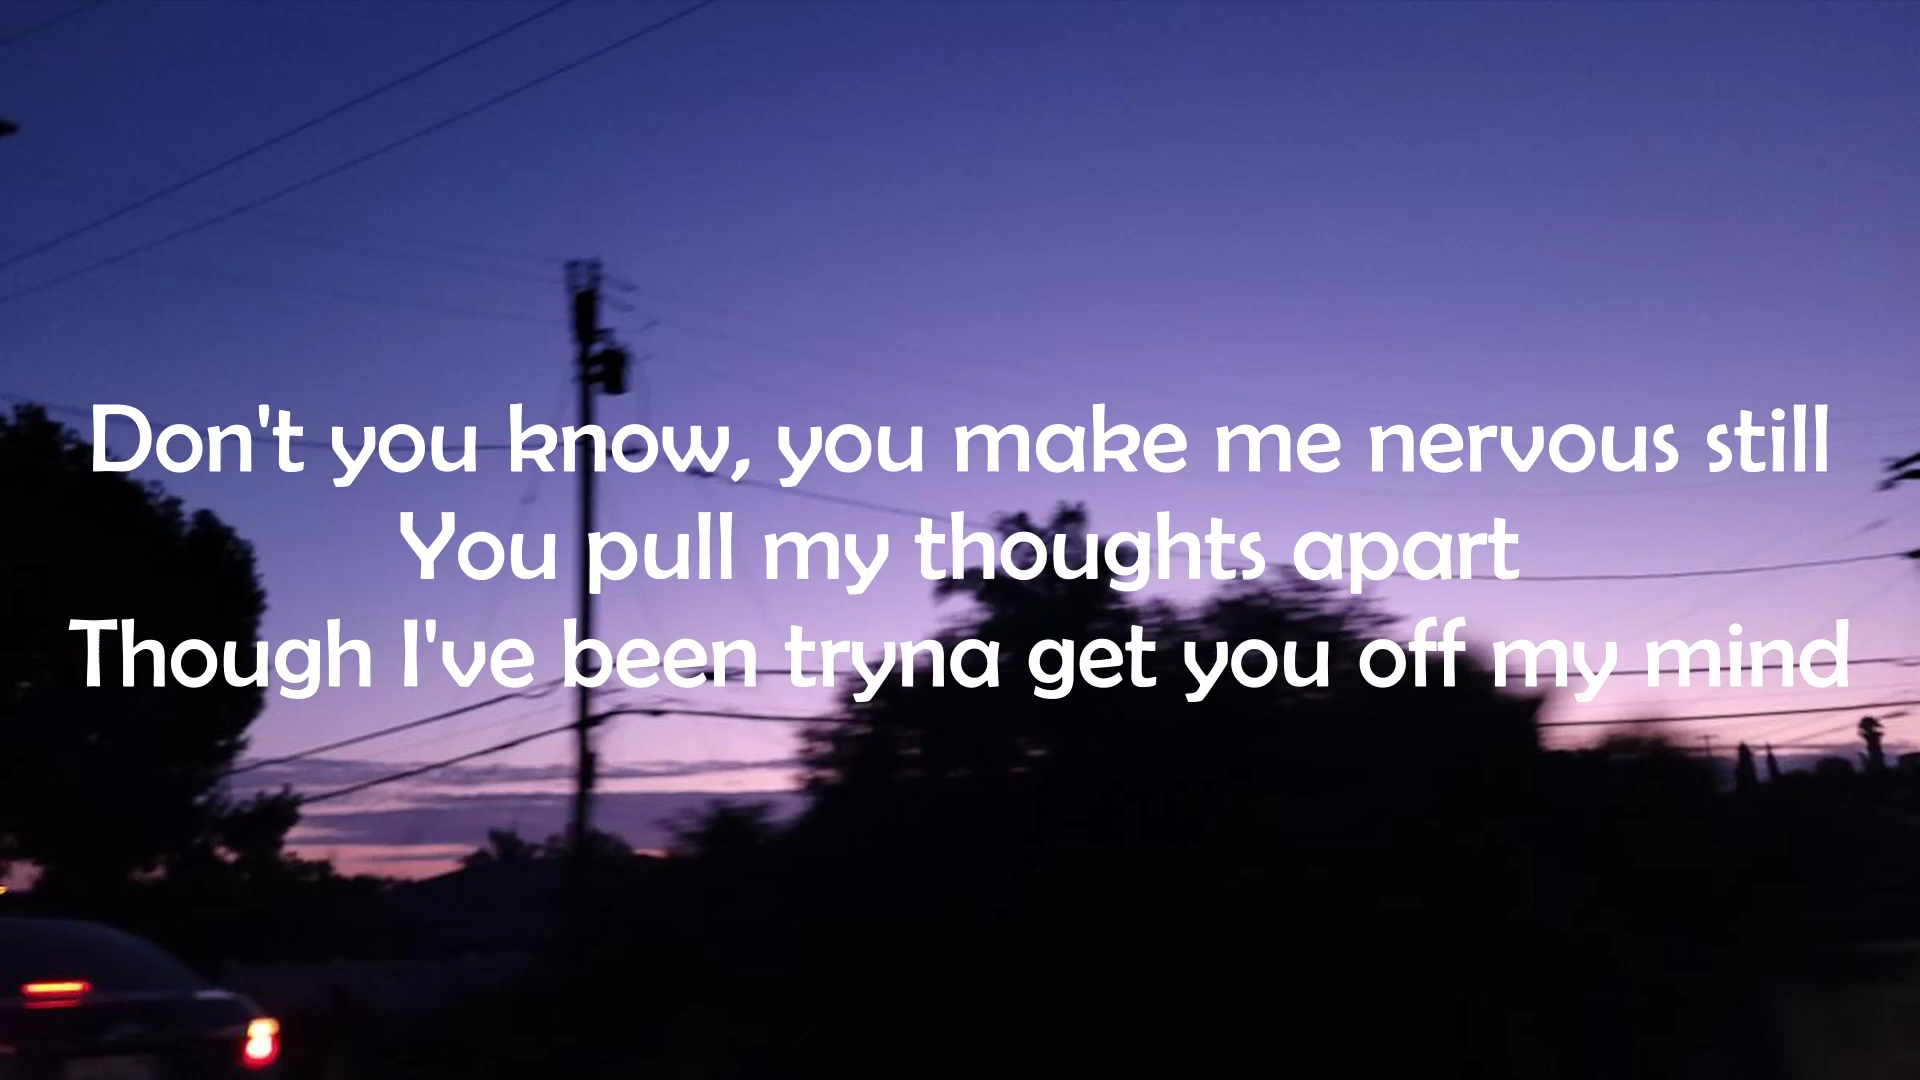 Don't you know, you make me nervous still
You pull my thoughts apart
Though I've been tryna get you off my mind